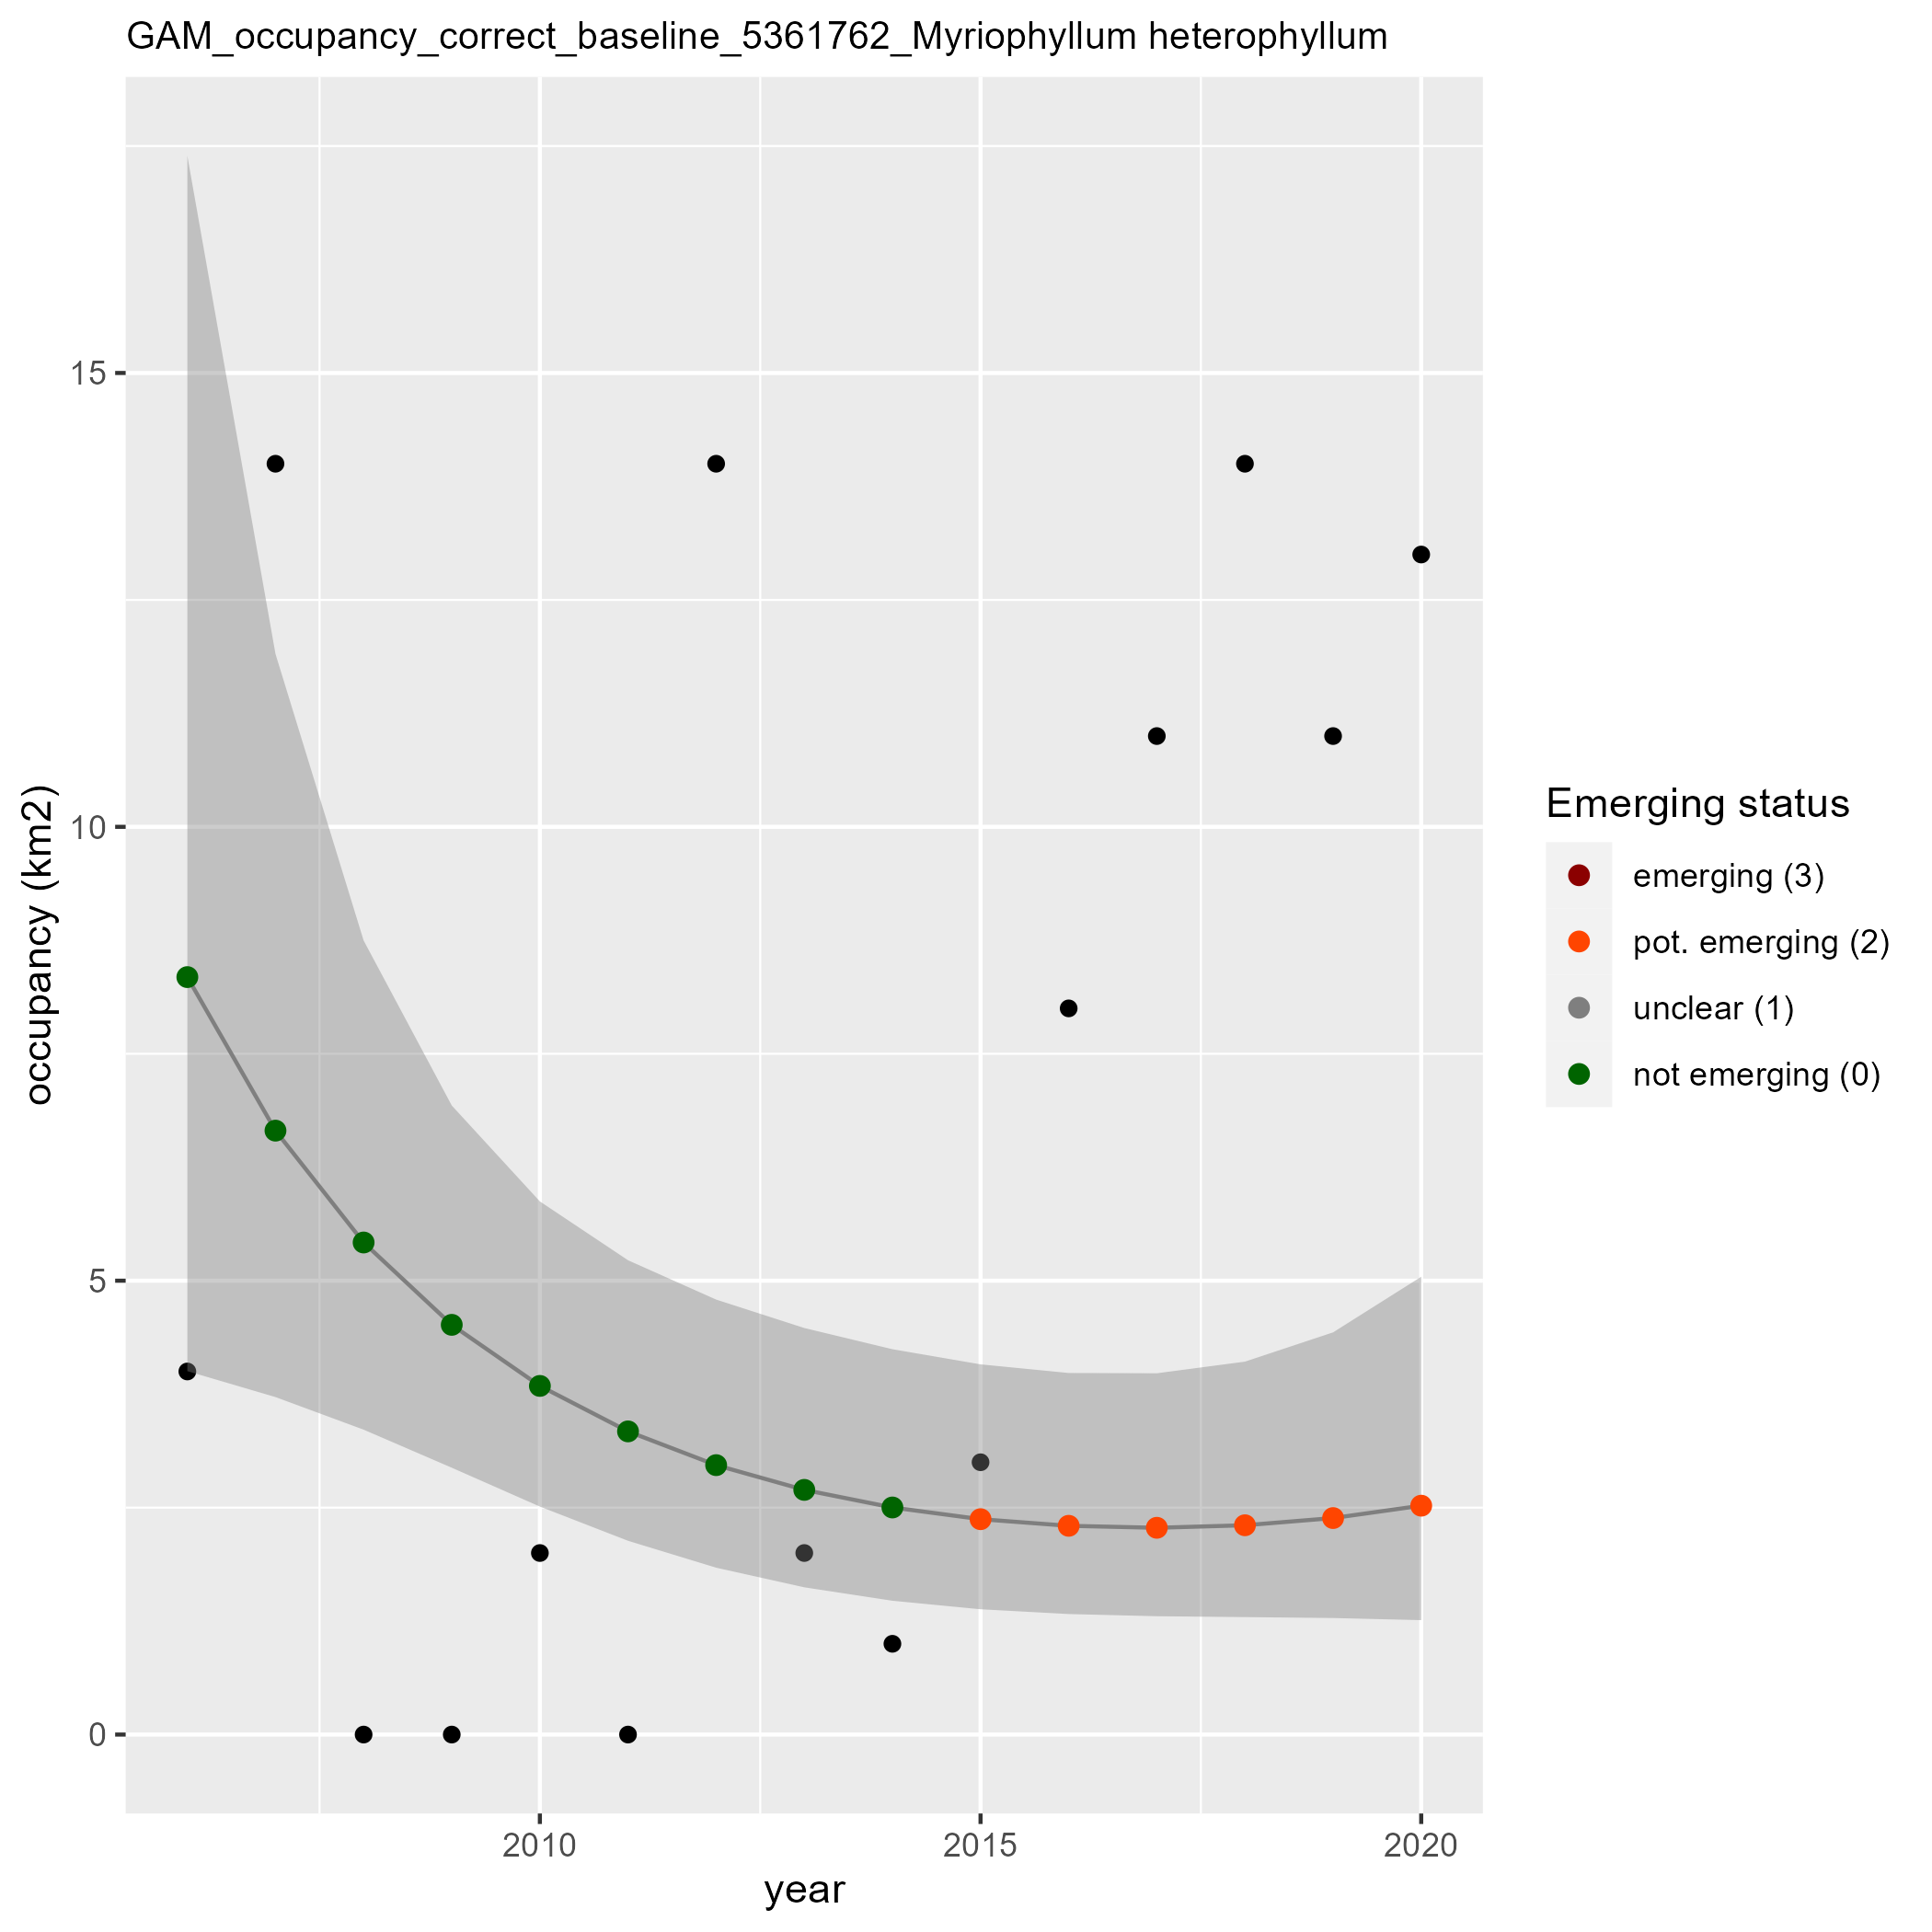 GAM_occupancy_correct_baseline_5361762_Myriophyllum heterophyllum
15
10
5
0
occupancy (km2)
2010
2015
2020
year
Emerging status
emerging (3)
pot. emerging (2)
unclear (1)
not emerging (0)